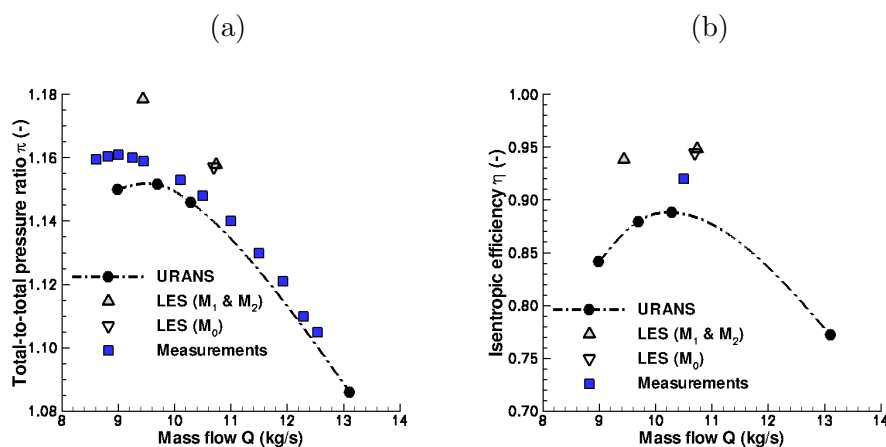 (a)
(b)
Total-to-total pressure ratio π (-)
1.18
1.16
1.14
1.12
1.10
1.08
8 9 10 11 12 13 14
Mass flow Q (kg/s)
URANS
LES (M₁ & M₂)
LES (M₀)
Measurements
Isentropic efficiency η (-)
1.00
0.95
0.90
0.85
0.80
0.75
0.70
8 9 10 11 12 13 14
Mass flow Q (kg/s)
URANS
LES (M₁ & M₂)
LES (M₀)
Measurements